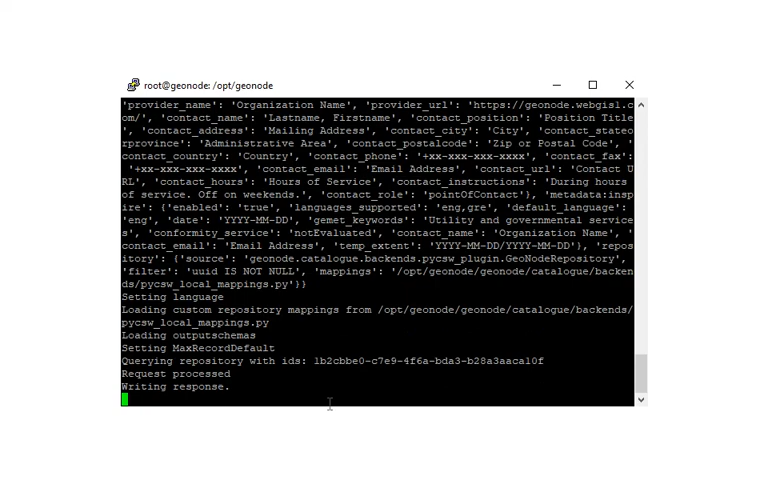 root@geonode: /opt/geonode
'provider_name': 'Organization Name', 'provider_url': 'https://geonode.webgisl.c
om/', 'contact_name': 'Lastname, Firstname', 'contact_position': 'Position Title
', 'contact_address': 'Mailing Address', 'contact_city': 'City', 'contact_stateo
rprovince': 'Administrative Area', 'contact_postalcode': 'Zip or Postal Code', '
contact_country': 'Country', 'contact_phone': '+xx-xxx-xxx-xxxx', 'contact_fax':
 '+xx-xxx-xxx-xxxx', 'contact_email': 'Email Address', 'contact_url': 'Contact U
RL', 'contact_hours': 'Hours of Service', 'contact_instructions': 'During hours 
of service. Off on weekends.', 'contact_role': 'pointOfContact'}, 'metadata:insp
ire': {'enabled': 'true', 'languages_supported': 'eng,gre', 'default_language': 
'eng', 'date': 'YYYY-MM-DD', 'gemet_keywords': 'Utility and governmental service
s', 'conformity_service': 'notEvaluated', 'contact_name': 'Organization Name', '
contact_email': 'Email Address', 'temp_extent': 'YYYY-MM-DD/YYYY-MM-DD'}, 'repos
itory': {'source': 'geonode.catalogue.backends.pycsw_plugin.GeoNodeRepository', 
'filter': 'uuid IS NOT NULL', 'mappings': '/opt/geonode/geonode/catalogue/backen
ds/pycsw_local_mappings.py'}}
Setting language
Loading custom repository mappings from /opt/geonode/geonode/catalogue/backends/
pycsw_local_mappings.py
Loading outputschemas
Setting MaxRecordDefault
Querying repository with ids: 1b2cbbe0-c7e9-4f6a-bda3-b28a3aaca10f
Request processed
Writing response.